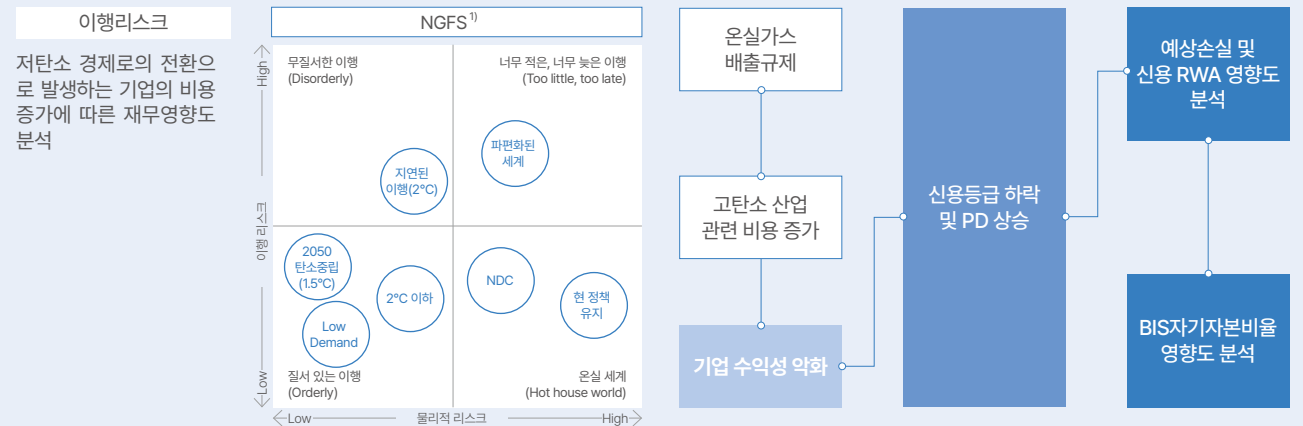 이행리스크
저탄소 경제로의 전환으
로 발생하는 기업의 비용
증가에 따른 재무영향도
분석
NGFS 1)
High
이행 리스크
Low
무질서한 이행
(Disorderly)
너무 적은, 너무 늦은 이행
(Too little, too late)
지연된
이행(2℃)
파편화된
세계
2050
탄소중립
(1.5℃)
2℃ 이하
Low
Demand
NDC
현 정책
유지
질서 있는 이행
(Orderly)
온실 세계
(Hot house world)
Low
물리적 리스크
High
온실가스
배출규제
고탄소 산업
관련 비용 증가
기업 수익성 악화
신용등급 하락
및 PD 상승
예상손실 및
신용 RWA 영향도
분석
BIS자기자본비율
영향도 분석